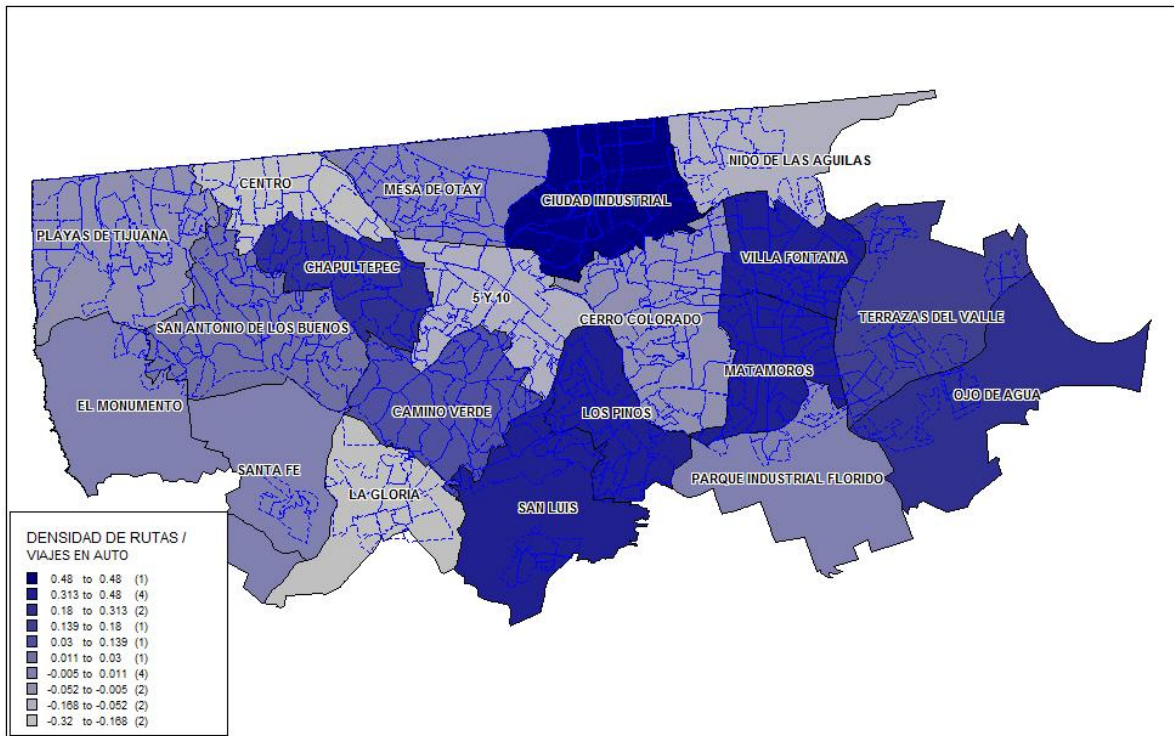 NIDO DE LAS AGUILAS
CENTRO
MESA DE OTAY
CIUDAD INDUSTRIAL
PLAYAS DE TIJUANA
CHAPULTEPEC
VILLA FONTANA
5 Y 10
SAN ANTONIO DE LOS BUENOS
CERRO COLORADO
TERRAZAS DEL VALLE
MATAMOROS
EL MONUMENTO
CAMINO VERDE
LOS PINOS
OJO DE AGUA
SANTA FE
LA GLORIA
SAN LUIS
PARQUE INDUSTRIAL FLORIDO
DENSIDAD DE RUTAS /
VIAJES EN AUTO
0.48 to 0.48 (1)
0.313 to 0.48 (4)
0.18 to 0.313 (2)
0.139 to 0.18 (1)
0.03 to 0.139 (1)
0.011 to 0.03 (1)
-0.005 to 0.011 (4)
-0.052 to -0.005 (2)
-0.168 to -0.052 (2)
-0.32 to -0.168 (2)